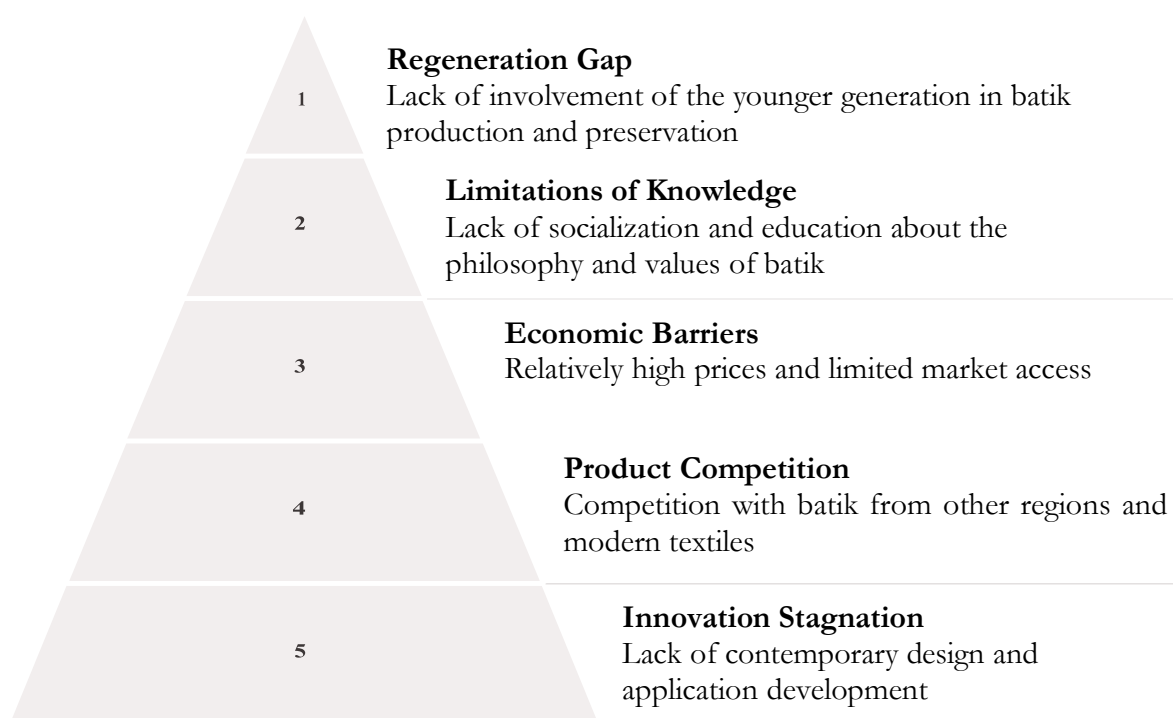 1
Regeneration Gap
Lack of involvement of the younger generation in batik
production and preservation
2
Limitations of Knowledge
Lack of socialization and education about the
philosophy and values of batik
3
Economic Barriers
Relatively high prices and limited market access
4
Product Competition
Competition with batik from other regions and
modern textiles
5
Innovation Stagnation
Lack of contemporary design and
application development